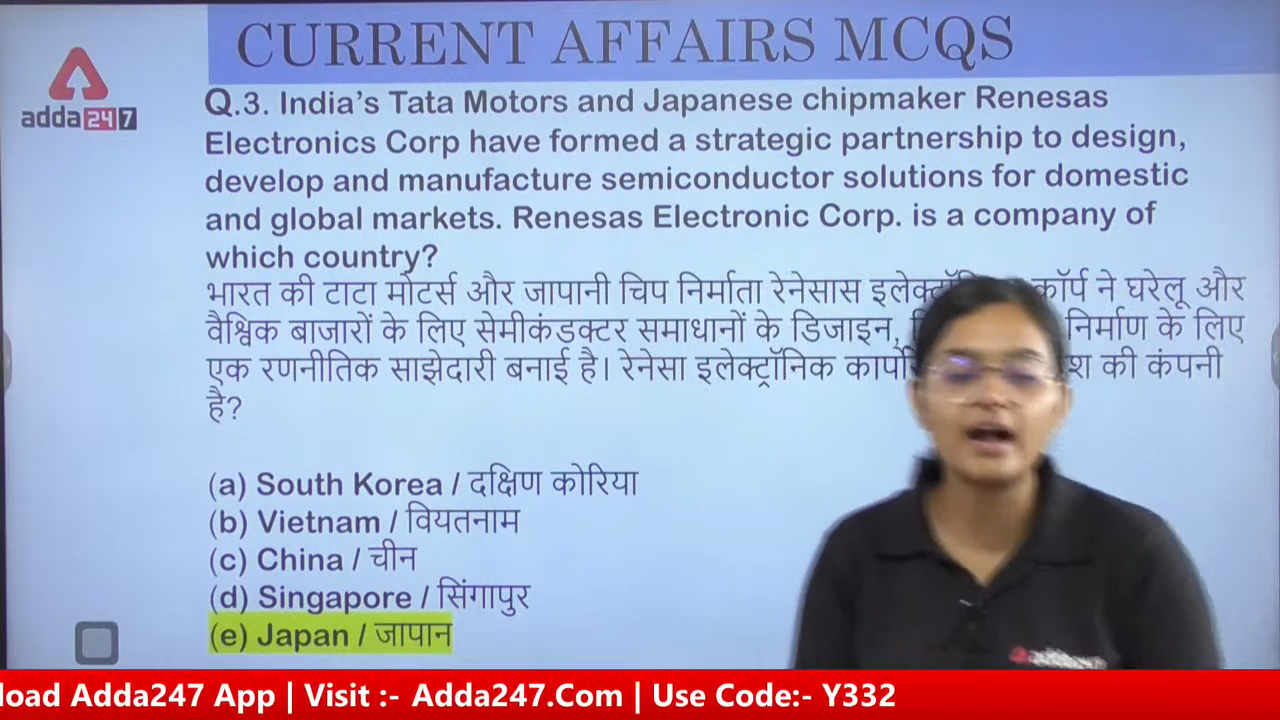 CURRENT AFFAIRS MCQS
adda247
Q.3. India's Tata Motors and Japanese chipmaker Renesas
Electronics Corp have formed a strategic partnership to design,
develop and manufacture semiconductor solutions for domestic
and global markets. Renesas Electronic Corp. is a company of
which country?
भारत की टाटा मोटर्स और जापानी चिप निर्माता रेनेसास कॉर्प ने घरेलू और
वैश्विक बाजारों के लिए सेमीकंडक्टर समाधानों के डिजाइन, निर्माण के लिए
एक रणनीतिक साझेदारी बनाई है। रेनेसा इलेक्ट्रॉनिक की कंपनी
है?
(a) South Korea / दक्षिण कोरिया
(b) Vietnam / वियतनाम
(c) China / चीन
(d) Singapore / सिंगापुर
(e) Japan / जापान
load Adda247 App | Visit :- Adda247.Com | Use Code:- Y332